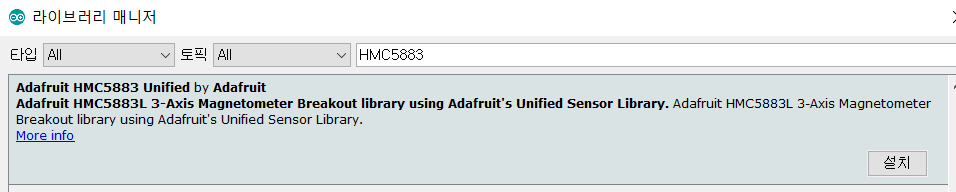 라이브러리 매니저
타입 All 토픽 All HMC5883
Adafruit HMC5883 Unified by Adafruit
Adafruit HMC5883L 3-Axis Magnetometer Breakout library using Adafruit's Unified Sensor Library. Adafruit HMC5883L 3-Axis Magnetometer
Breakout library using Adafruit's Unified Sensor Library.
More info
설치